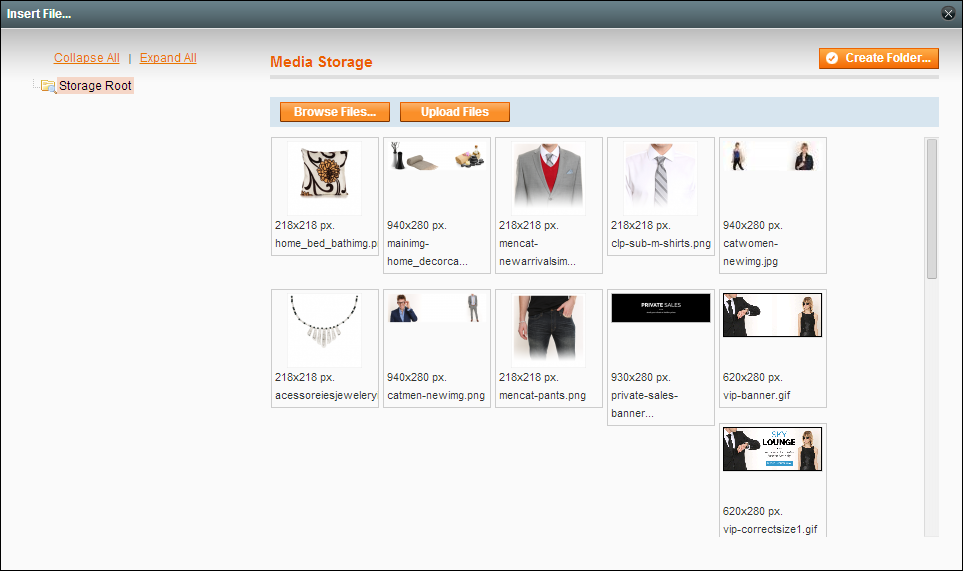 Insert File...
Collapse All | Expand All
Storage Root
Media Storage
Create Folder...
Browse Files...
Upload Files
218x218 px.
home_bed_bathimg.p
940x280 px.
mainimg-
home_decorca...
218x218 px.
mencat-
newarrivalsim...
218x218 px.
clp-sub-m-shirts.png
940x280 px.
catwomen-
newimg.jpg
218x218 px.
acessoreiesjewelery
940x280 px.
catmen-newimg.png
218x218 px.
mencat-pants.png
PRIVATE SALES
930x280 px.
private-sales-
banner...
620x280 px.
vip-banner.gif
SKY
LOUNGE
620x280 px.
vip-correctsize1.gif